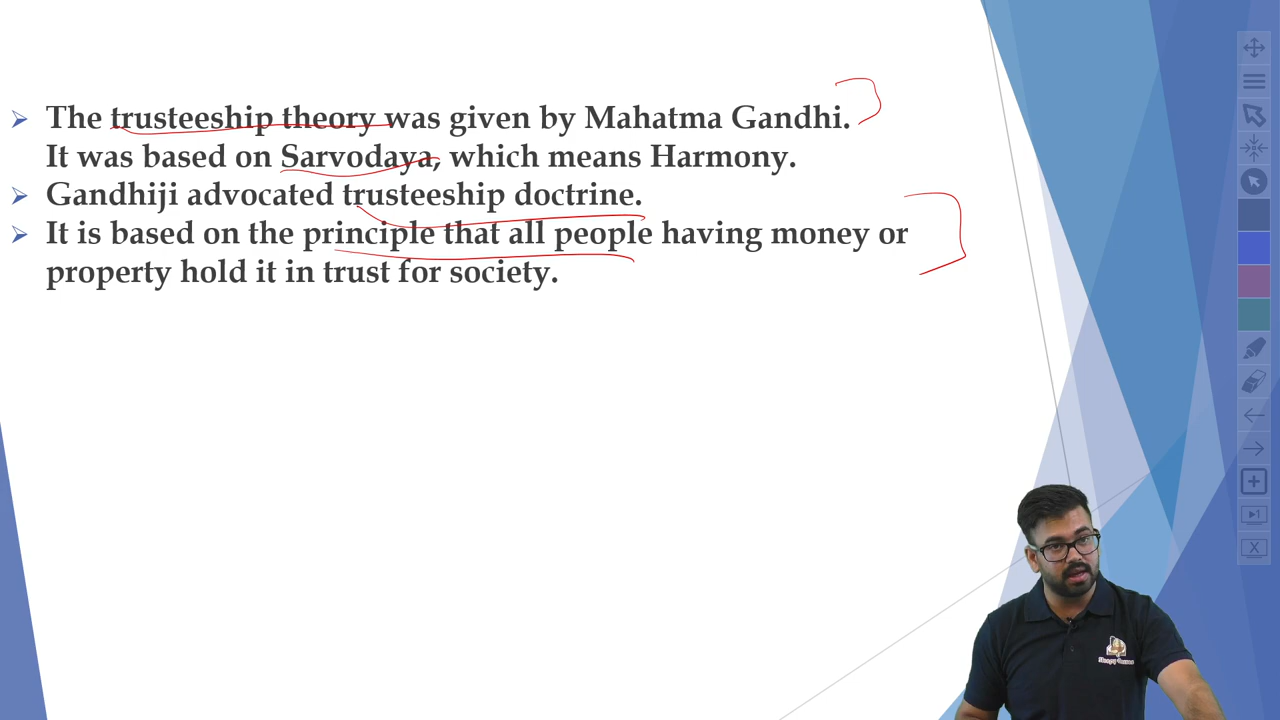 The trusteeship theory was given by Mahatma Gandhi.
It was based on Sarvodaya, which means Harmony.
Gandhiji advocated trusteeship doctrine.
It is based on the principle that all people having money or
property hold it in trust for society.